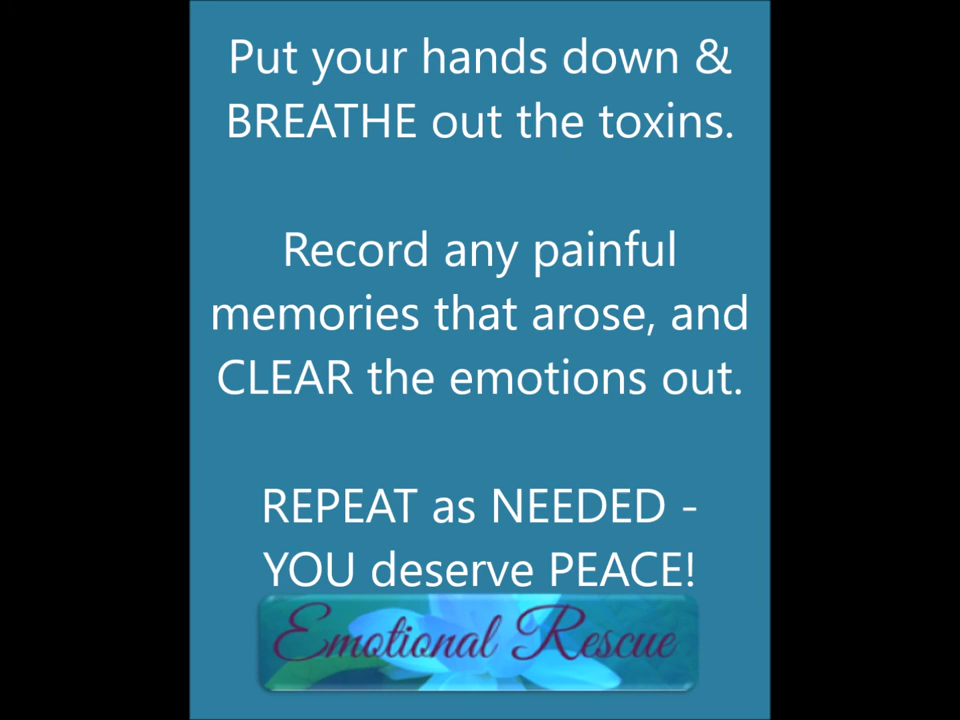 Put your hands down &
BREATHE out the toxins.
Record any painful
memories that arose, and
CLEAR the emotions out.
REPEAT as NEEDED -
YOU deserve PEACE!
Emotional Rescue